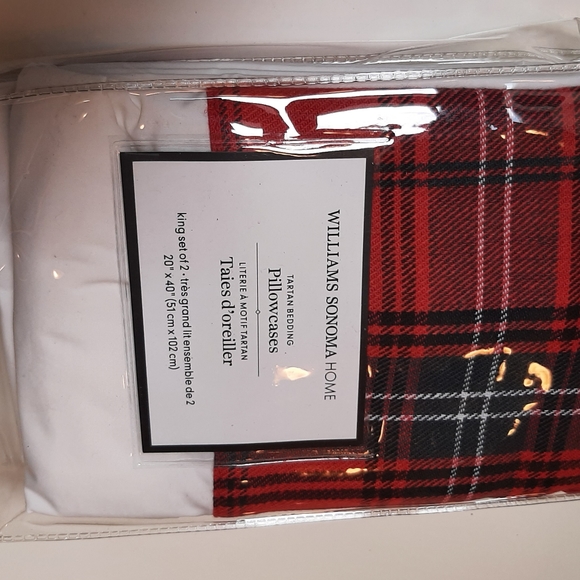 WILLIAMS SONOMA HOME
TARTAN BEDDING
Pillowcases
LITERIE À MOTIF TARTAN
Taies d'oreiller
king set of 2 • très grand lit ensemble de 2
20" x 40" (51 cm x 102 cm)